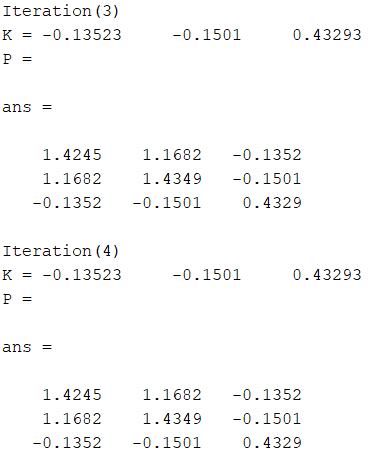 Iteration(3)
K = -0.13523 -0.1501 0.43293
P =
ans =
1.4245 1.1682 -0.1352
1.1682 1.4349 -0.1501
-0.1352 -0.1501 0.4329
Iteration(4)
K = -0.13523 -0.1501 0.43293
P =
ans =
1.4245 1.1682 -0.1352
1.1682 1.4349 -0.1501
-0.1352 -0.1501 0.4329